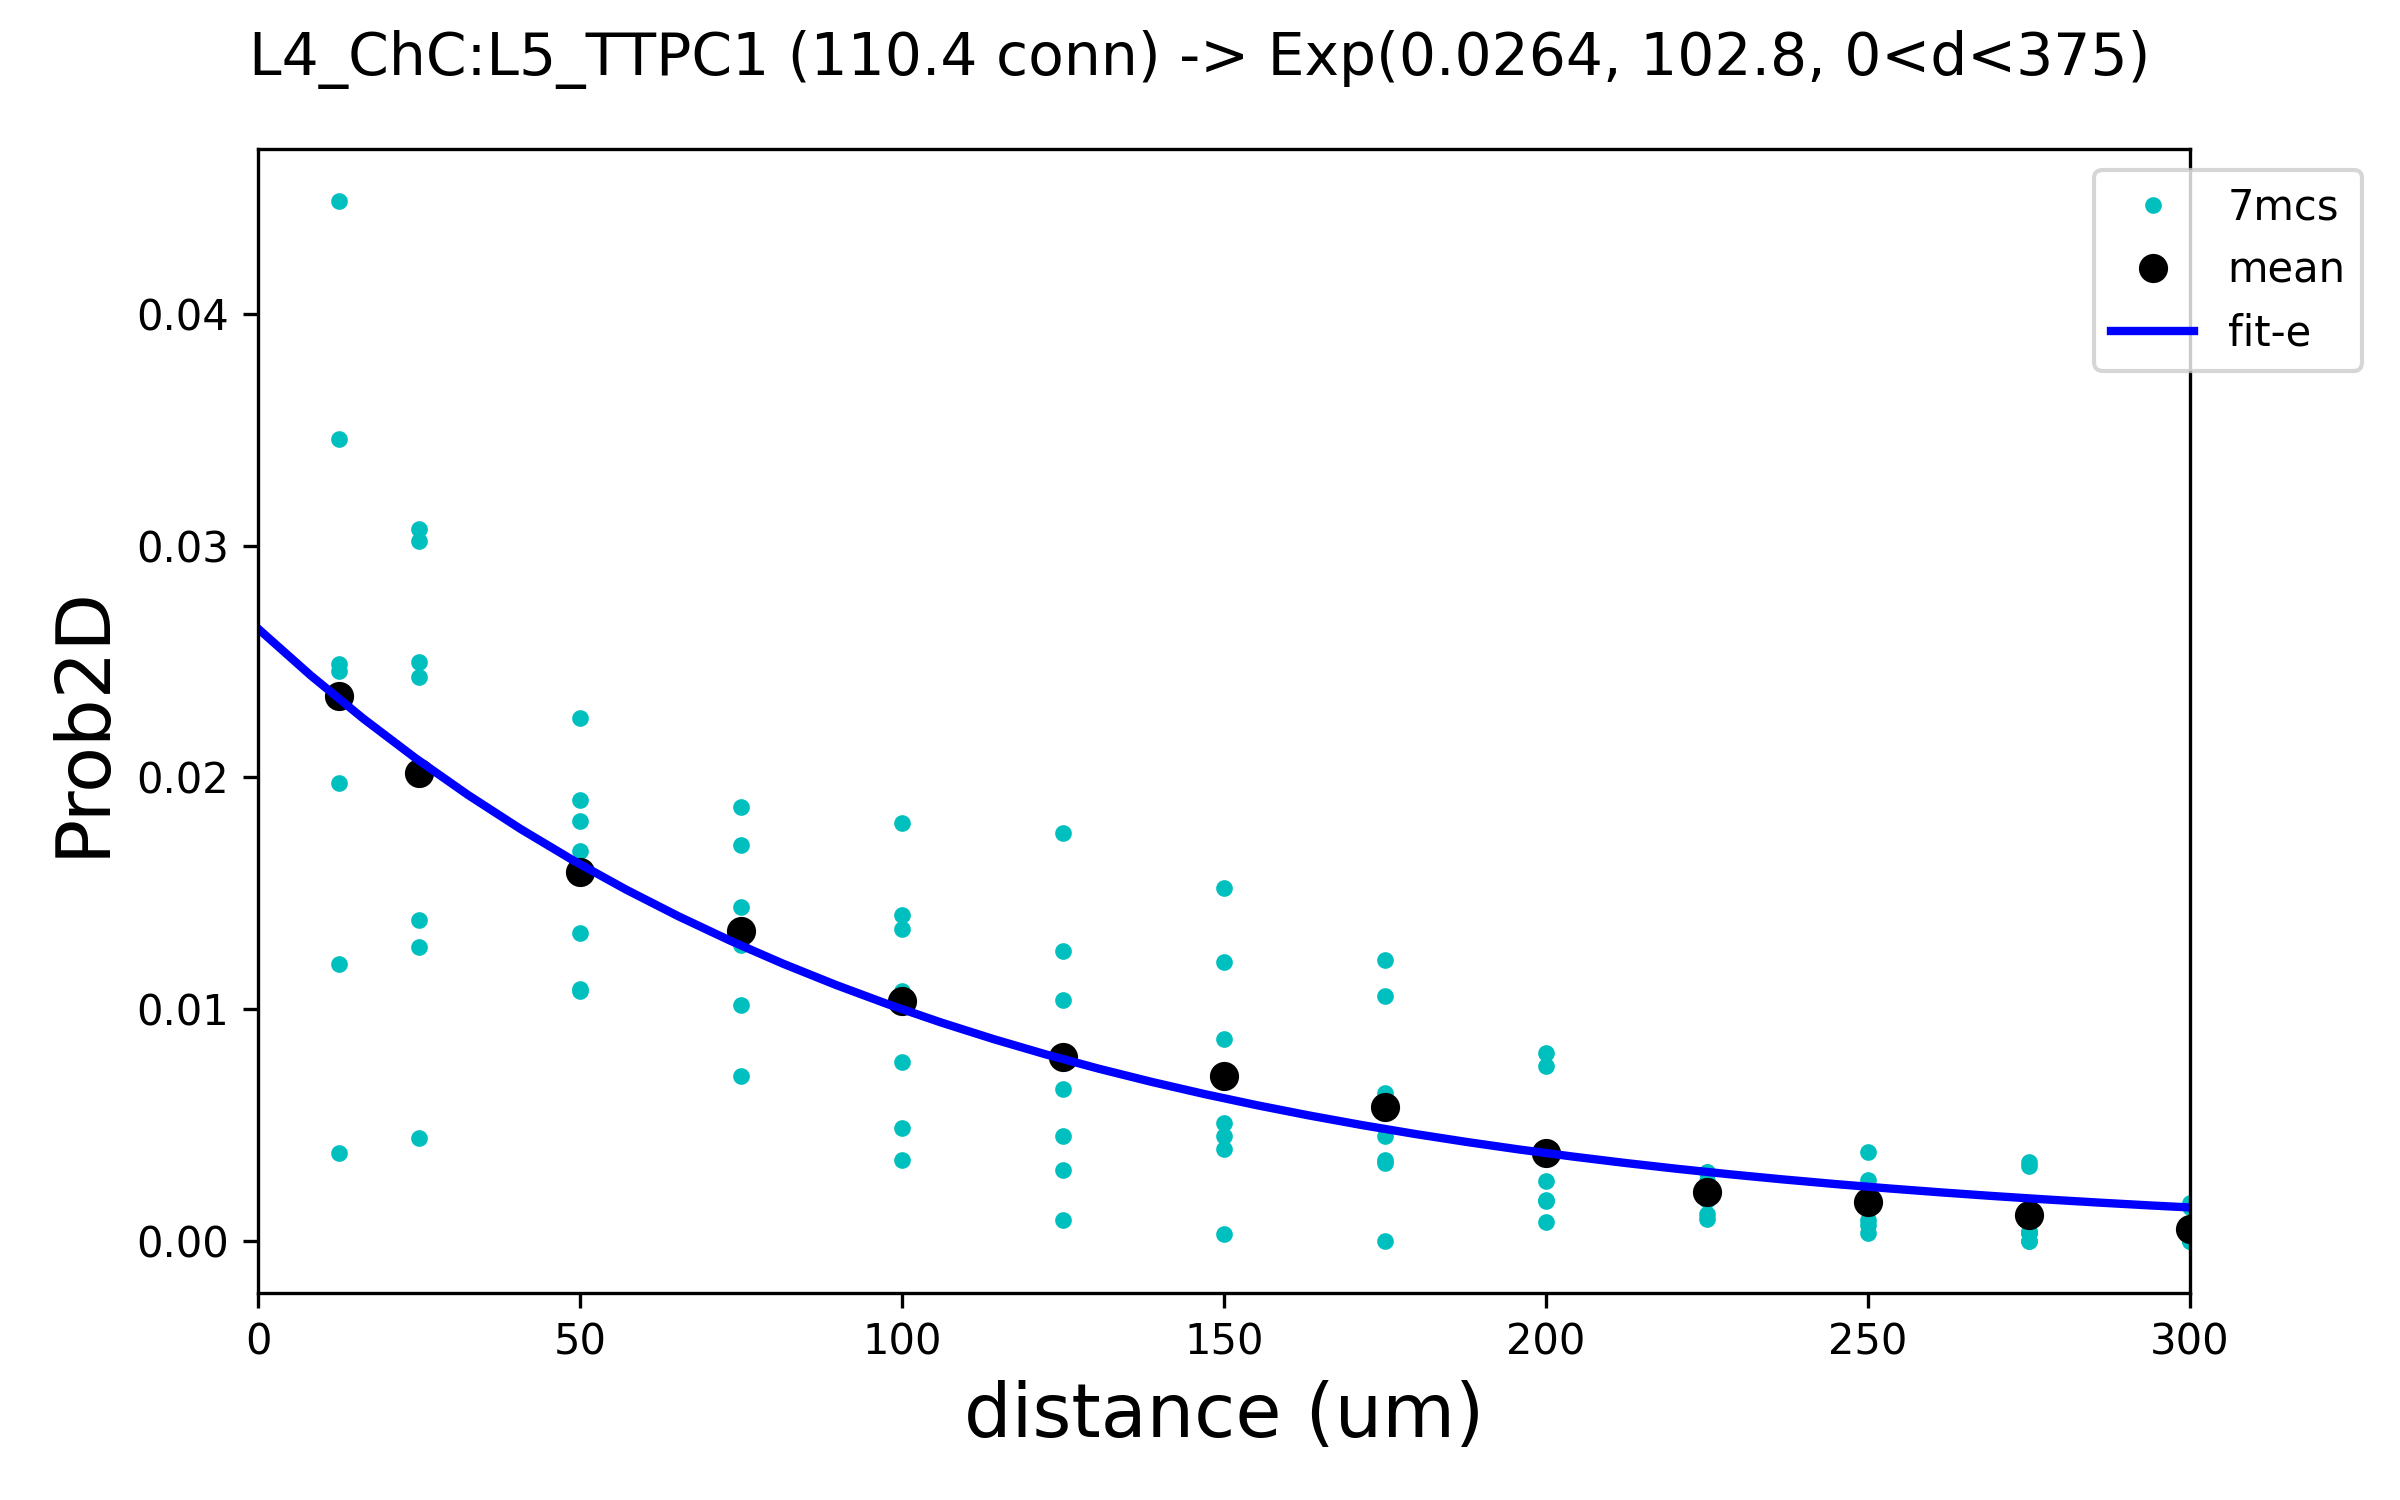 L4_ChC:L5_TTPC1 (110.4 conn) -> Exp(0.0264, 102.8, 0<d<375)
7mcs
mean
fit-e
0.04
0.03
0.02
0.01
0.00
Prob2D
0 50 100 150 200 250 300
distance (um)